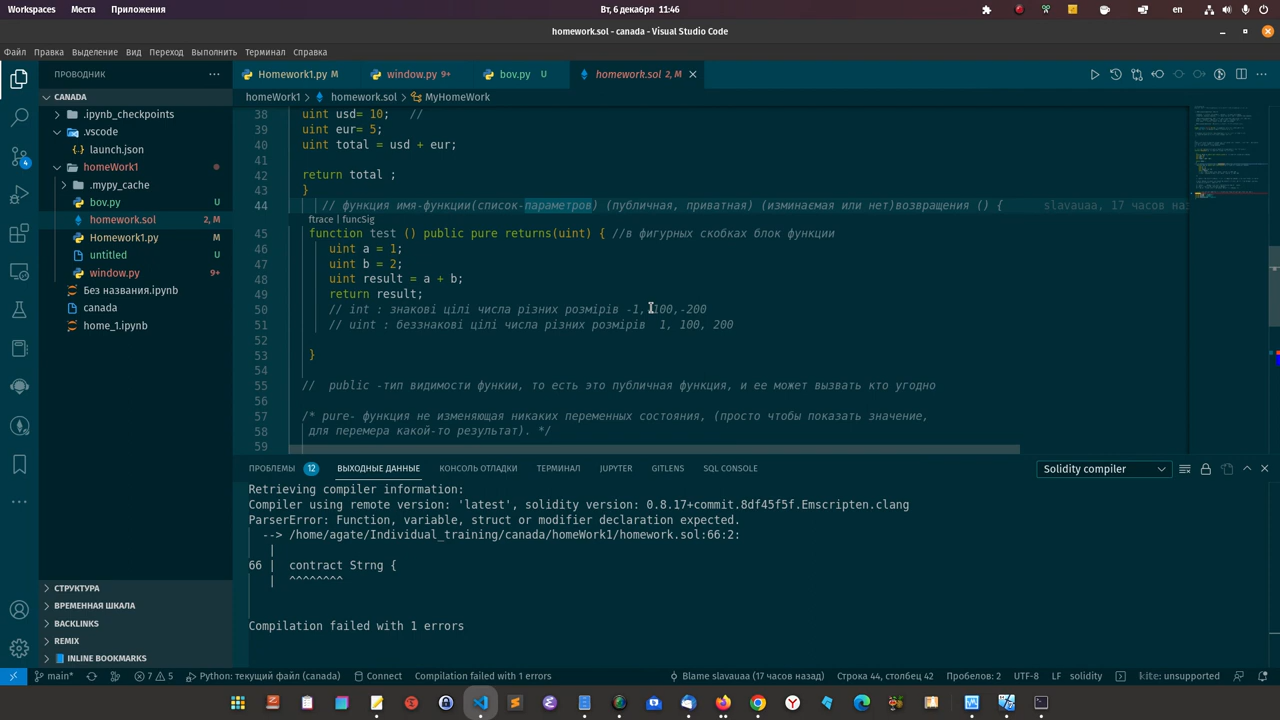 Workspaces Места Приложения Вт, 6 декабря 11:46 en
homework.sol - canada - Visual Studio Code
Файл Правка Выделение Вид Переход Выполнить Терминал Справка
ПРОВОДНИК
Homework1.py M window.py 9+ bov.py U homework.sol 2, M
CANADA
homeWork1 > homework.sol > MyHomeWork
.ipynb_checkpoints
.vscode
launch.json
homeWork1
.mypy_cache
bov.py U
homework.sol 2, M
Homework1.py M
untitled U
window.py 9+
Без названия.ipynb
canada
home_1.ipynb
СТРУКТУРА
ВРЕМЕННАЯ ШКАЛА
BACKLINKS
REMIX
INLINE BOOKMARKS
4
38 uint usd= 10; //
39 uint eur= 5;
40 uint total = usd + eur;
41
42 return total ;
43 }
44 // функция имя-функции(список-параметров) (публичная, приватная) (изминаемая или нет)возвращения () { slavauaa, 17 часов наз
ftrace | funcSig
45 function test () public pure returns(uint) { //в фигурных скобках блок функции
46 uint a = 1;
47 uint b = 2;
48 uint result = a + b;
49 return result;
50 // int : знакові цілі числа різних розмірів -1, 100,-200
51 // uint : беззнакові цілі числа різних розмірів 1, 100, 200
52
53 }
54
55 // public -тип видимости функии, то есть это публичная функция, и ее может вызвать кто угодно
56
57 /* pure- функция не изменяющая никаких переменных состояния, (просто чтобы показать значение,
58 для перемера какой-то результат). */
59
ПРОБЛЕМЫ 12 ВЫХОДНЫЕ ДАННЫЕ КОНСОЛЬ ОТЛАДКИ ТЕРМИНАЛ JUPYTER GITLENS SQL CONSOLE Solidity compiler
Retrieving compiler information:
Compiler using remote version: 'latest', solidity version: 0.8.17+commit.8df45f5f.Emscripten.clang
ParserError: Function, variable, struct or modifier declaration expected.
--> /home/agate/Individual_training/canada/homeWork1/homework.sol:66:2:
|
66 | contract Strng {
| ^^^^^^^^
Compilation failed with 1 errors
main* 7 5 Python: текущий файл (canada) Connect Compilation failed with 1 errors Blame slavauaa (17 часов назад) Строка 44, столбец 42 Пробелов: 2 UTF-8 LF solidity kite: unsupported